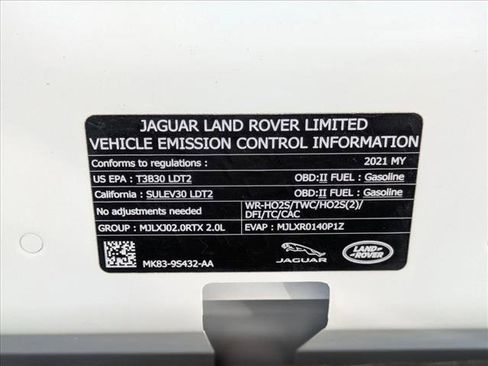 JAGUAR LAND ROVER LIMITED
VEHICLE EMISSION CONTROL INFORMATION
Conforms to regulations : 2021 MY
US EPA : T3B30 LDT2 OBD:II FUEL : Gasoline
California : SULEV30 LDT2 OBD:II FUEL : Gasoline
No adjustments needed WR-HO2S/TWC/HO2S(2)/
DFI/TC/CAC
GROUP : MJLXJ02.0RTX 2.0L EVAP : MJLXR0140P1Z
MK83-9S432-AA JAGUAR LAND-ROVER